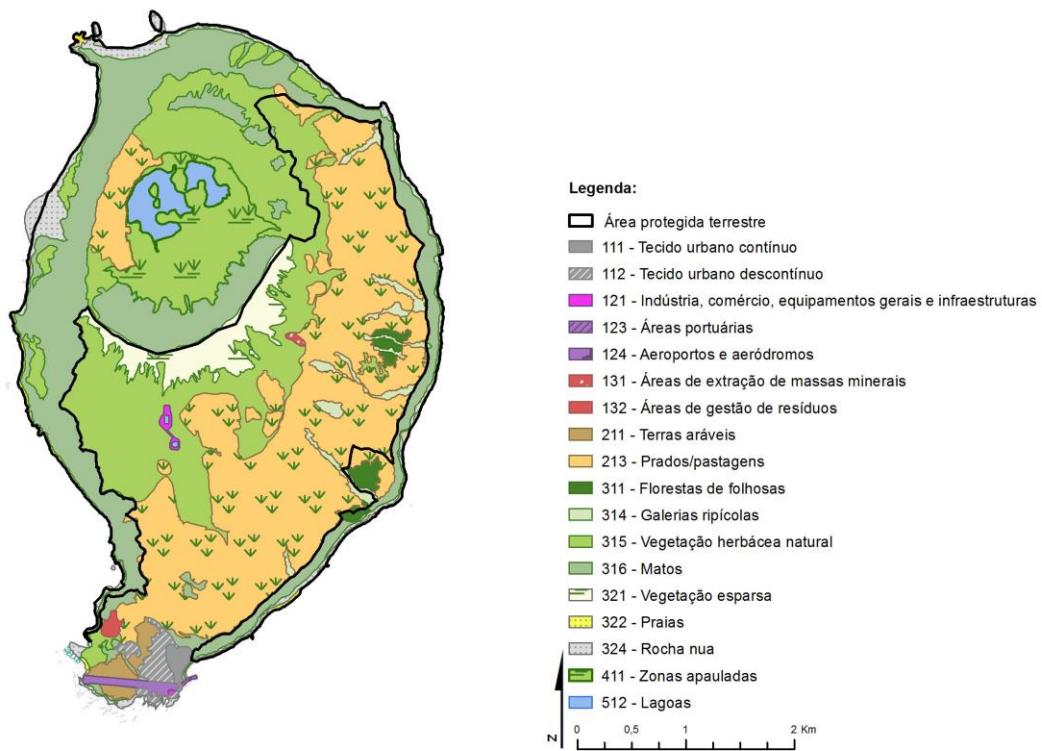 Legenda:
Área protegida terrestre
111 - Tecido urbano contínuo
112 - Tecido urbano descontínuo
121 - Indústria, comércio, equipamentos gerais e infraestruturas
123 - Áreas portuárias
124 - Aeroportos e aeródromos
131 - Áreas de extração de massas minerais
132 - Áreas de gestão de resíduos
211 - Terras aráveis
213 - Prados/pastagens
311 - Florestas de folhosas
314 - Galerias ripícolas
315 - Vegetação herbácea natural
316 - Matos
321 - Vegetação esparsa
322 - Praias
324 - Rocha nua
411 - Zonas apauladas
512 - Lagoas
N
0 0,5 1 2 Km